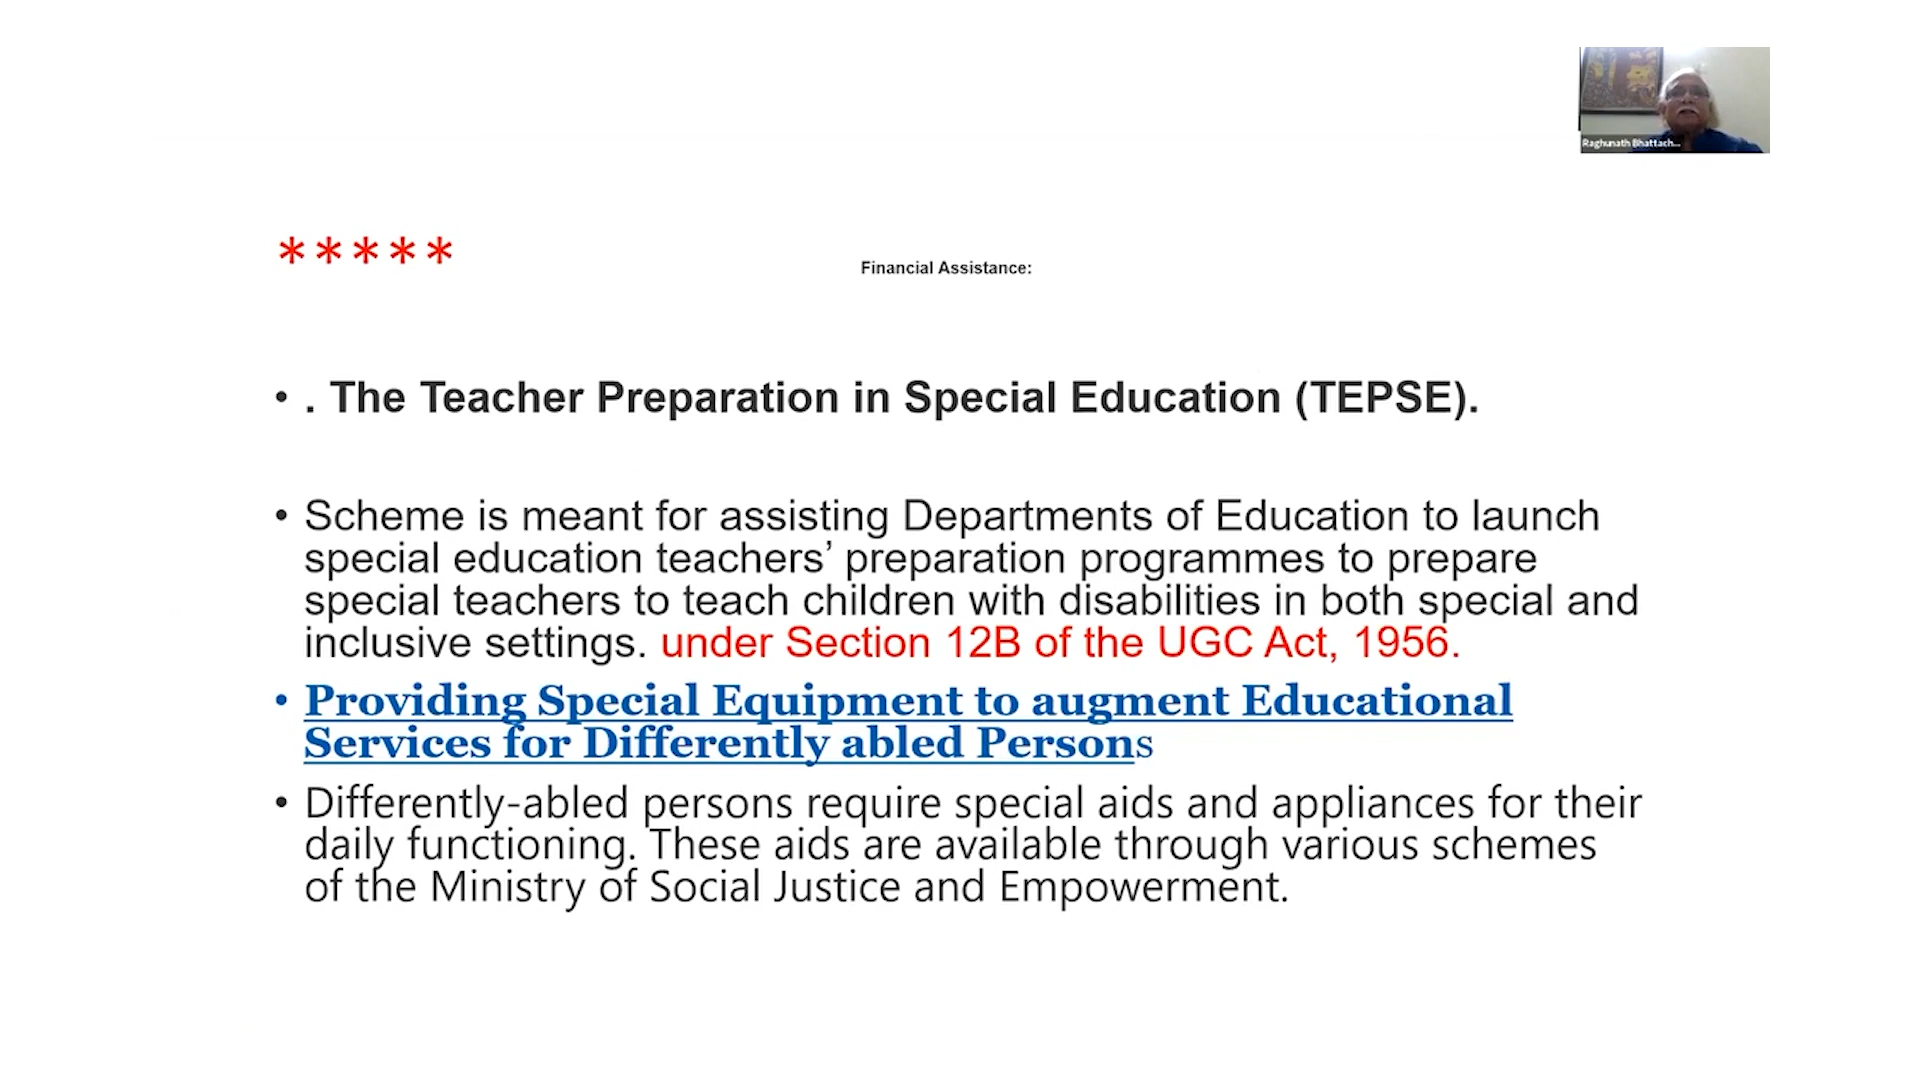 Raghunath Bhattach...
*****
Financial Assistance:
• . The Teacher Preparation in Special Education (TEPSE).
• Scheme is meant for assisting Departments of Education to launch
special education teachers’ preparation programmes to prepare
special teachers to teach children with disabilities in both special and
inclusive settings. under Section 12B of the UGC Act, 1956.
• Providing Special Equipment to augment Educational
Services for Differently abled Persons
• Differently-abled persons require special aids and appliances for their
daily functioning. These aids are available through various schemes
of the Ministry of Social Justice and Empowerment.